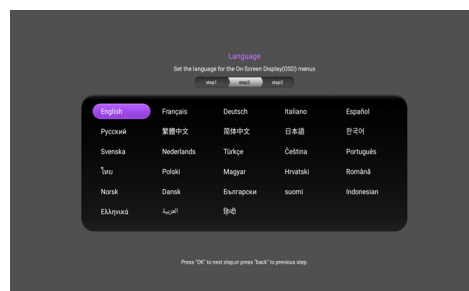 Language
Set the language for the On-Screen Display(OSD) menus
step1 step2 step3
English Français Deutsch Italiano Español
Русский 繁體中文 简体中文 日本語 한국어
Svenska Nederlands Türkçe Čeština Português
ไทย Polski Magyar Hrvatski Română
Norsk Dansk Български suomi Indonesian
Ελληνικά العربية हिन्दी
Press "OK" to next step,or press "back" to previous step.